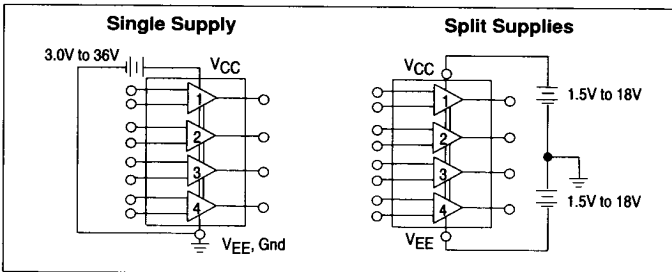 Single Supply
3.0V to 36V
VCC
1
2
3
4
VEE, Gnd
Split Supplies
VCC
1
2
3
4
VEE
1.5V to 18V
1.5V to 18V